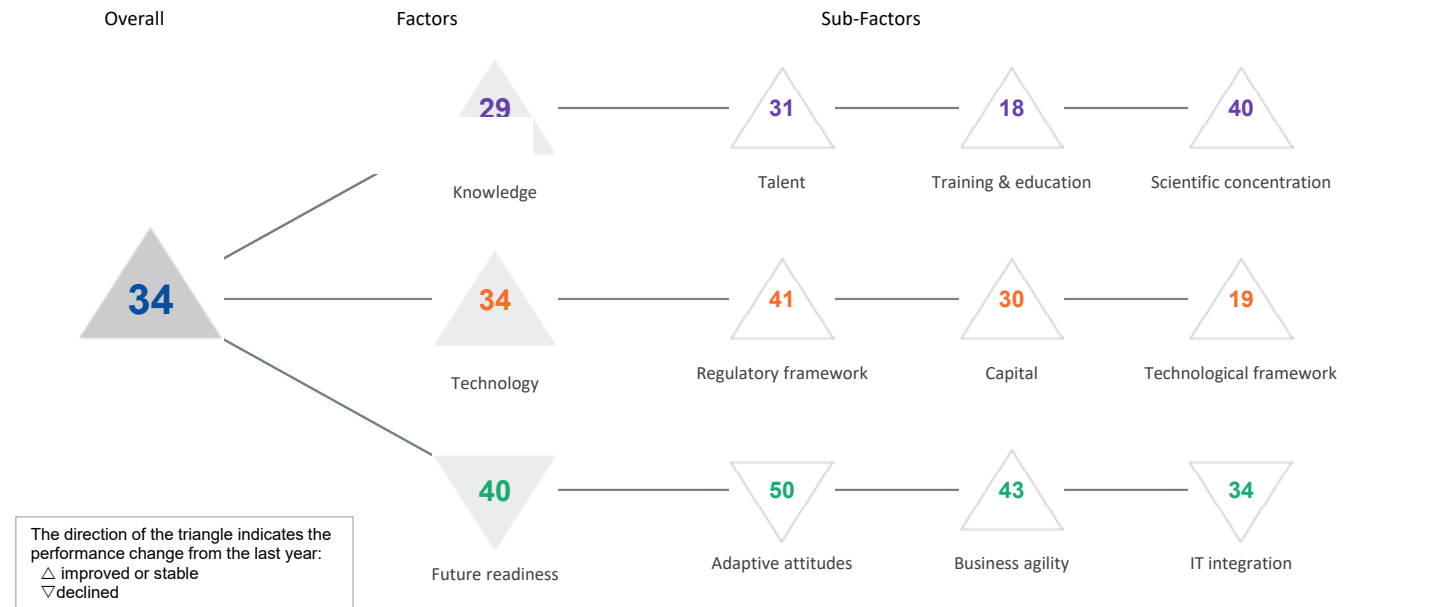 Overall
Factors
Sub-Factors
29
31
18
40
Knowledge
Talent
Training & education
Scientific concentration
34
34
41
30
19
Technology
Regulatory framework
Capital
Technological framework
40
50
43
34
Future readiness
Adaptive attitudes
Business agility
IT integration
The direction of the triangle indicates the
performance change from the last year:
△ improved or stable
▽declined